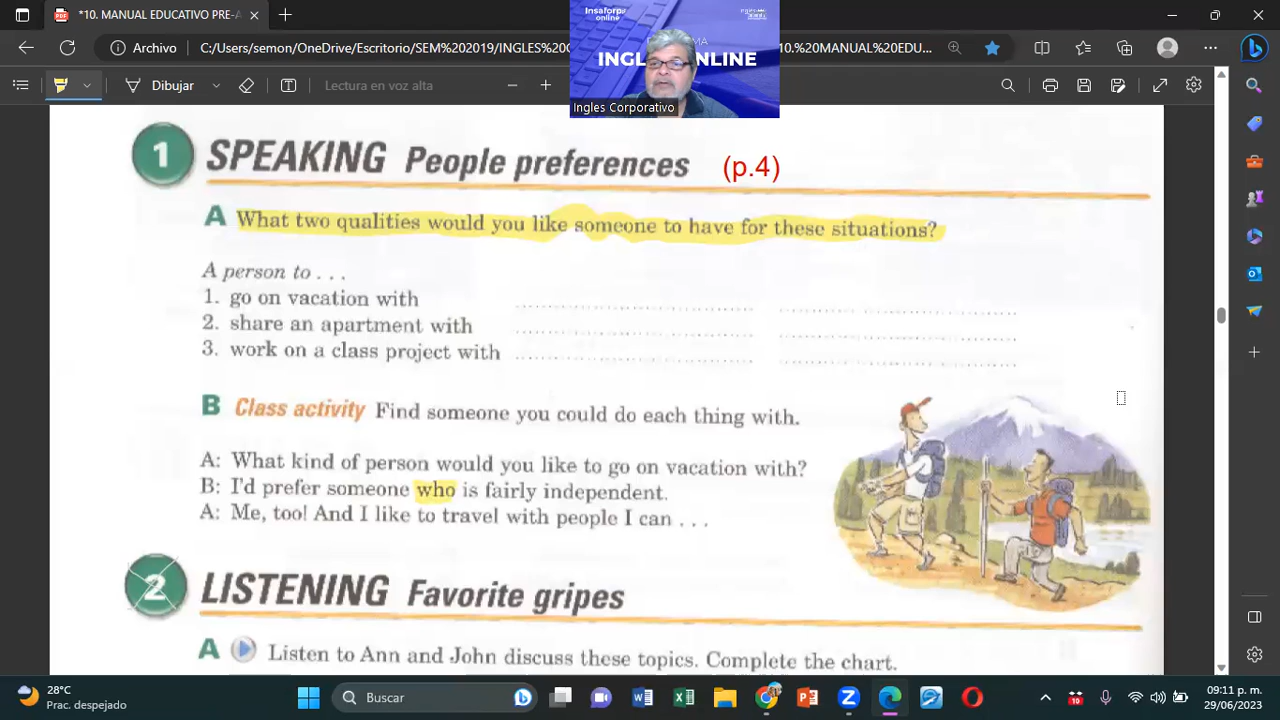 *10. MANUAL EDUCATIVO PRE-A
Archivo
C:/Users/semon/OneDrive/Escritorio/SEM%202019/INGLES%20C
10.%20MANUAL%20EDU...
Dibujar
Lectura en voz alta
Insaforp
online
INGL NLINE
Ingles Corporativo
1 SPEAKING People preferences (p.4)
A What two qualities would you like someone to have for these situations?
A person to . . .
1. go on vacation with
2. share an apartment with
3. work on a class project with
B Class activity Find someone you could do each thing with.
A: What kind of person would you like to go on vacation with?
B: I'd prefer someone who is fairly independent.
A: Me, too! And I like to travel with people I can . . .
2 LISTENING Favorite gripes
A Listen to Ann and John discuss these topics. Complete the chart.
28°C
Prac. despejado
Buscar
09:11 p. m.
29/06/2023